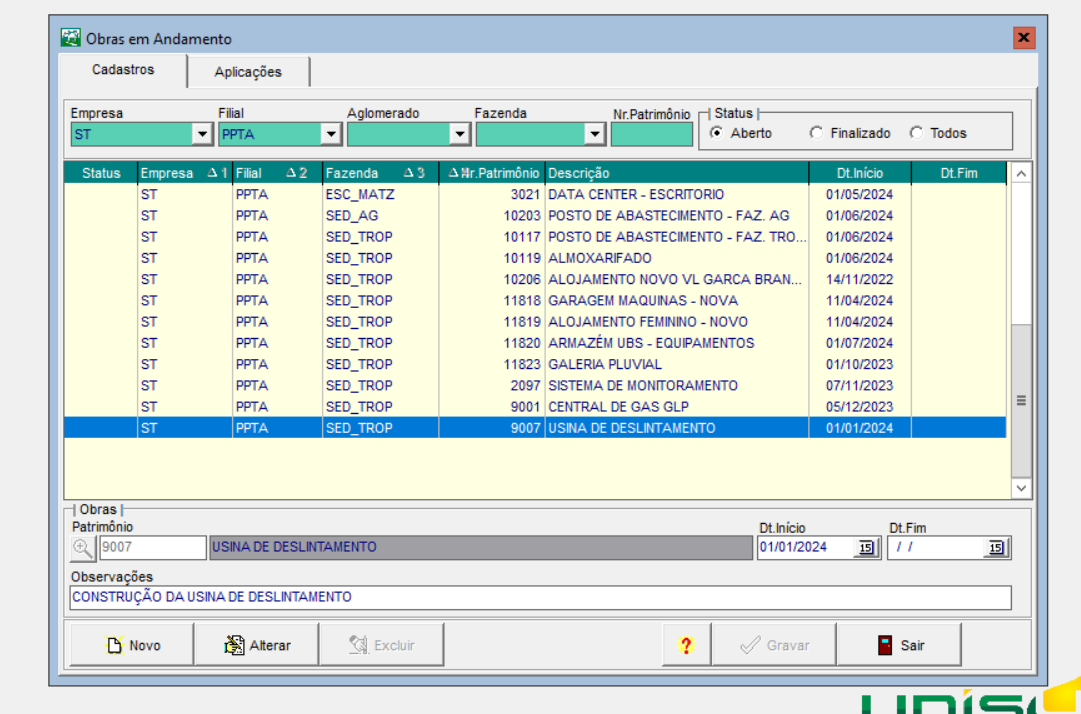 Obras em Andamento
Cadastros Aplicações
Empresa Filial Aglomerado Fazenda Nr.Patrimônio Status
ST PPTA Aberto Finalizado Todos
Status Empresa 1 Filial 2 Fazenda 3 Nr.Patrimônio Descrição Dt.Início Dt.Fim
ST PPTA ESC_MATZ 3021 DATA CENTER - ESCRITORIO 01/05/2024
ST PPTA SED_AG 10203 POSTO DE ABASTECIMENTO - FAZ. AG 01/06/2024
ST PPTA SED_TROP 10117 POSTO DE ABASTECIMENTO - FAZ. TRO... 01/06/2024
ST PPTA SED_TROP 10119 ALMOXARIFADO 01/06/2024
ST PPTA SED_TROP 10206 ALOJAMENTO NOVO VL GARCA BRAN... 14/11/2022
ST PPTA SED_TROP 11818 GARAGEM MAQUINAS - NOVA 11/04/2024
ST PPTA SED_TROP 11819 ALOJAMENTO FEMININO - NOVO 11/04/2024
ST PPTA SED_TROP 11820 ARMAZÉM UBS - EQUIPAMENTOS 01/07/2024
ST PPTA SED_TROP 11823 GALERIA PLUVIAL 01/10/2023
ST PPTA SED_TROP 2097 SISTEMA DE MONITORAMENTO 07/11/2023
ST PPTA SED_TROP 9001 CENTRAL DE GAS GLP 05/12/2023
ST PPTA SED_TROP 9007 USINA DE DESLINTAMENTO 01/01/2024
Obras
Patrimônio Dt.Início Dt.Fim
9007 USINA DE DESLINTAMENTO 01/01/2024 15 / / 15
Observações
CONSTRUÇÃO DA USINA DE DESLINTAMENTO
Novo Alterar Excluir ? Gravar Sair